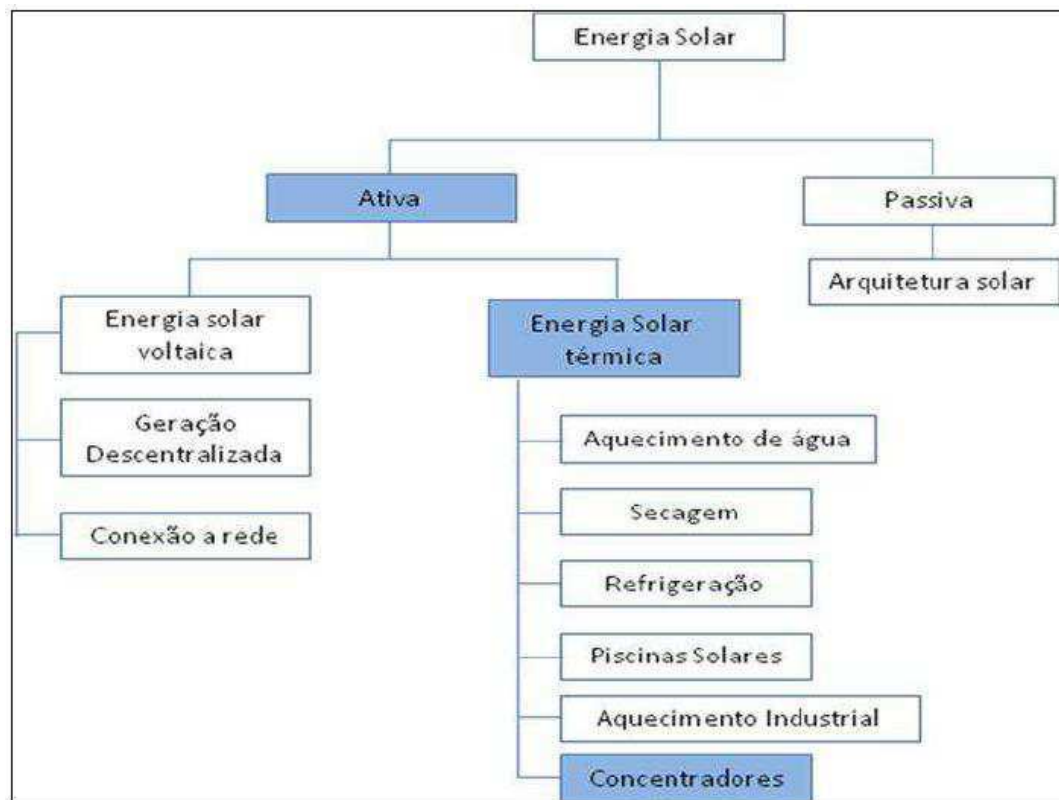 Energia Solar
Ativa
Passiva
Arquitetura solar
Energia solar
voltaica
Energia Solar
térmica
Geração
Descentralizada
Conexão a rede
Aquecimento de água
Secagem
Refrigeração
Piscinas Solares
Aquecimento Industrial
Concentradores